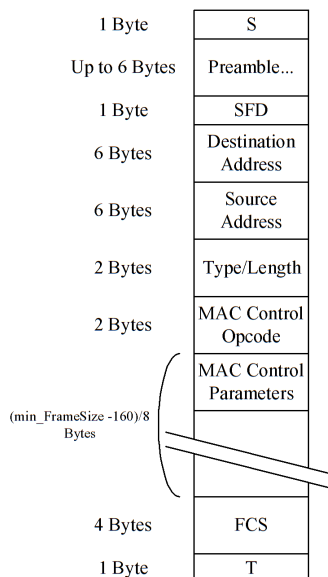 1 Byte S
Up to 6 Bytes Preamble...
1 Byte SFD
6 Bytes Destination
Address
6 Bytes Source
Address
2 Bytes Type/Length
2 Bytes MAC Control
Opcode
MAC Control
Parameters
(min_FrameSize -160)/8
Bytes
4 Bytes FCS
1 Byte T